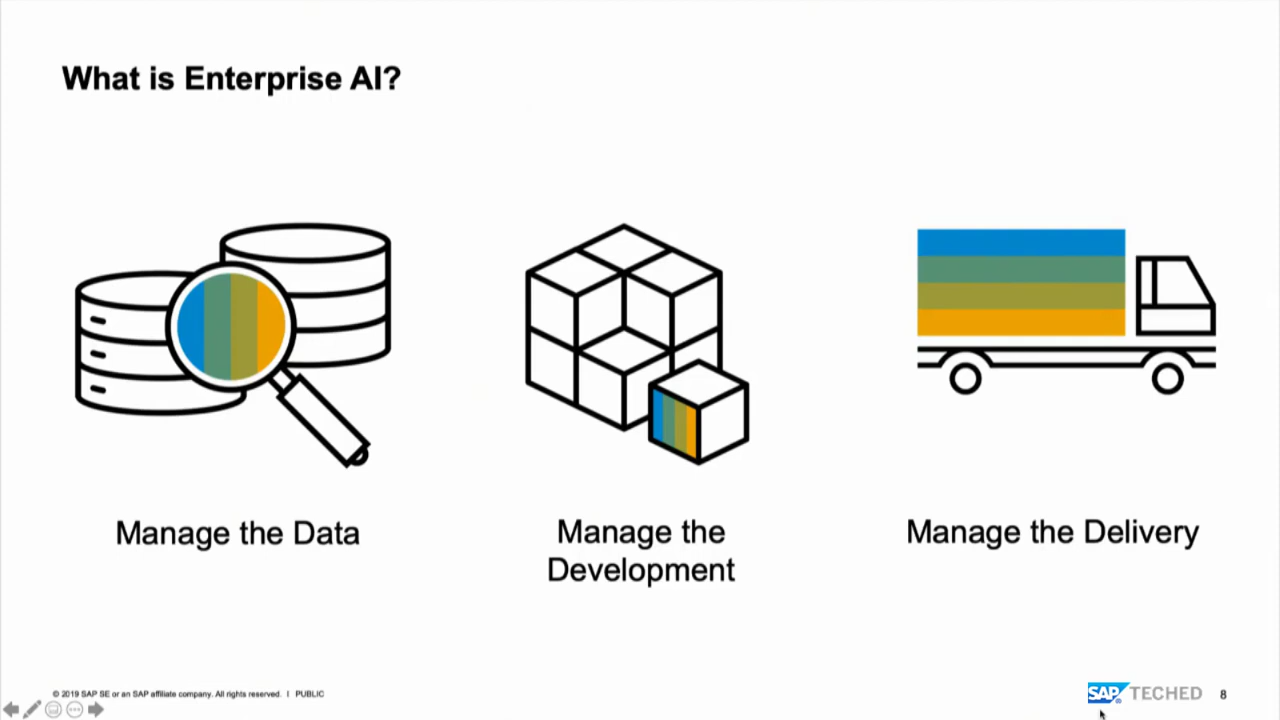 What is Enterprise AI?
Manage the Data
Manage the
Development
Manage the Delivery
© 2019 SAP SE or an SAP affiliate company. All rights reserved. I PUBLIC
SAP TECHED 8